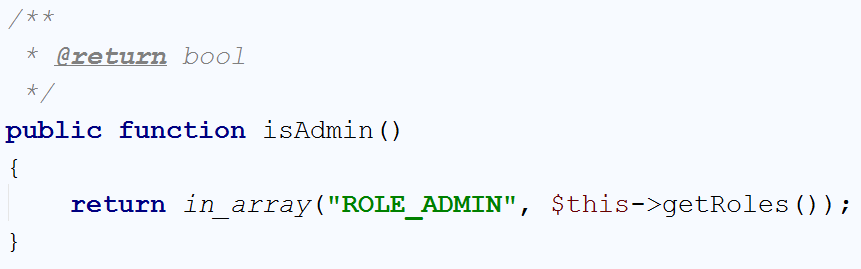 /**
 * @return bool
 */
public function isAdmin()
{
    return in_array("ROLE_ADMIN", $this->getRoles());
}